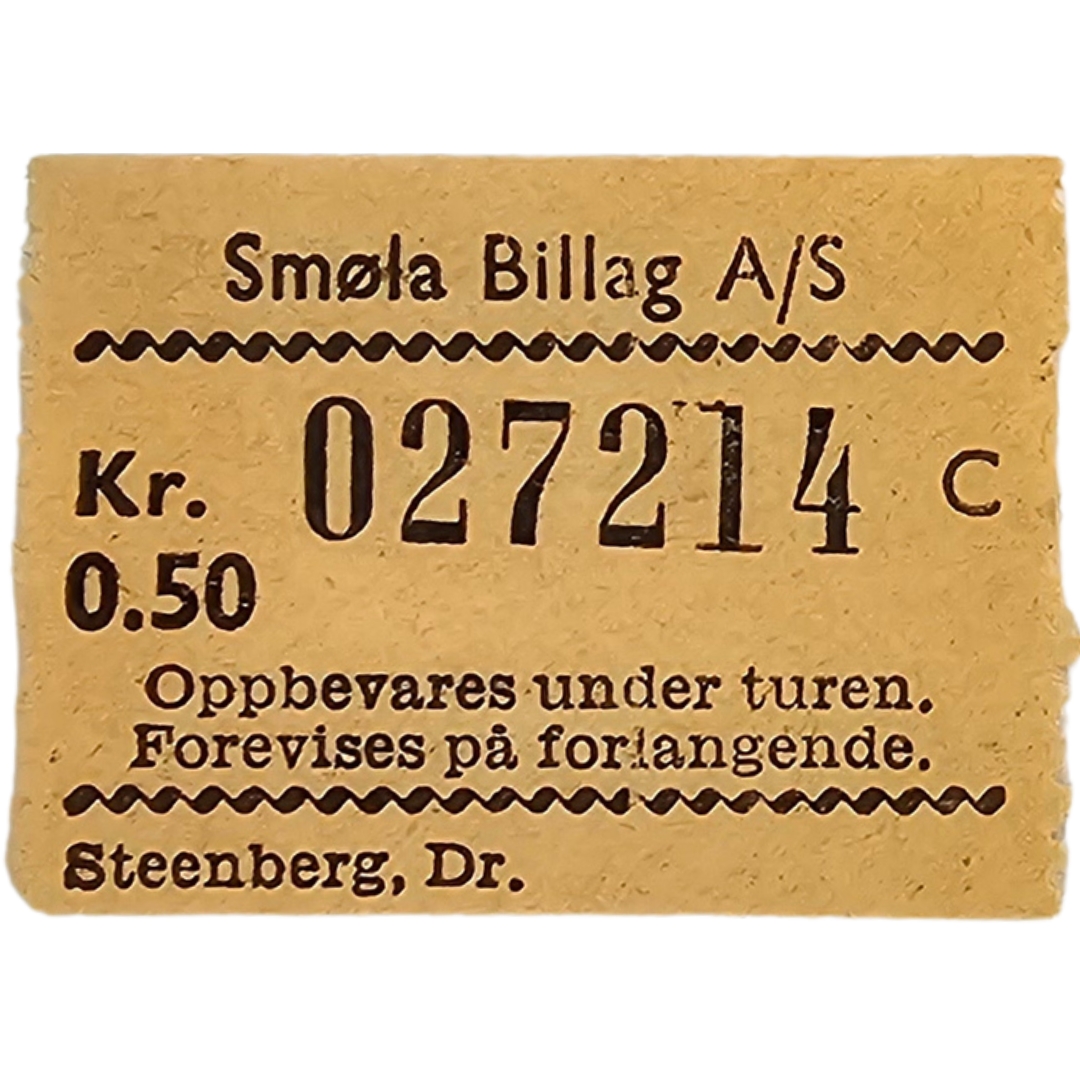 Smøla Billag A/S
Kr. 027214 C
0.50
Oppbevares under turen.
Forevises på forlangende.
Steenberg, Dr.